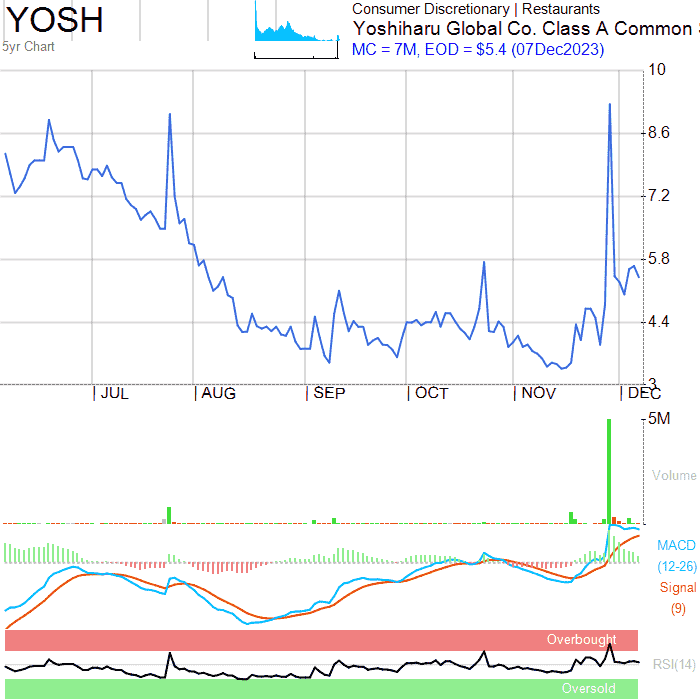 YOSH
5yr Chart
Consumer Discretionary | Restaurants
Yoshiharu Global Co. Class A Common
MC = 7M, EOD = $5.4 (07Dec2023)
10
8.6
7.2
5.8
4.4
3
JUL AUG SEP OCT NOV DEC
5M
Volume
MACD
(12-26)
Signal
(9)
Overbought
RSI(14)
Oversold